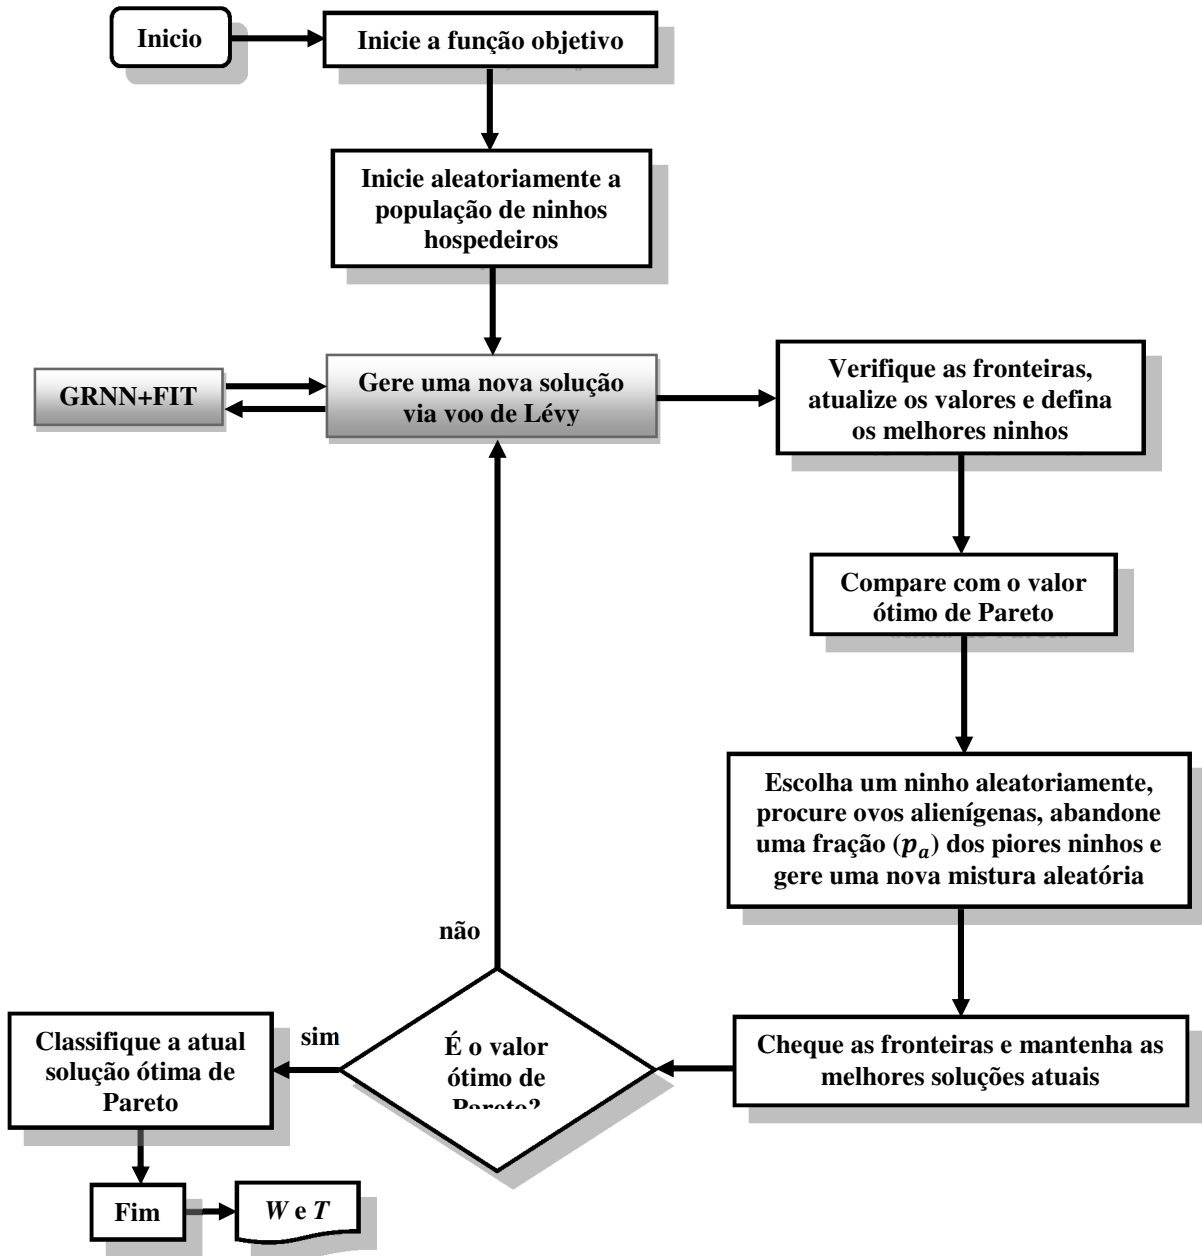 Inicio
Inicie a função objetivo
Inicie aleatoriamente a
população de ninhos
hospedeiros
GRNN+FIT
Gere uma nova solução
via voo de Lévy
Verifique as fronteiras,
atualize os valores e defina
os melhores ninhos
Compare com o valor
ótimo de Pareto
Escolha um ninho aleatoriamente,
procure ovos alienígenas, abandone
uma fração (pₐ) dos piores ninhos e
gere uma nova mistura aleatória
Cheque as fronteiras e mantenha as
melhores soluções atuais
não
É o valor
ótimo de
Pareto?
sim
Classifique a atual
solução ótima de
Pareto
Fim
W e T